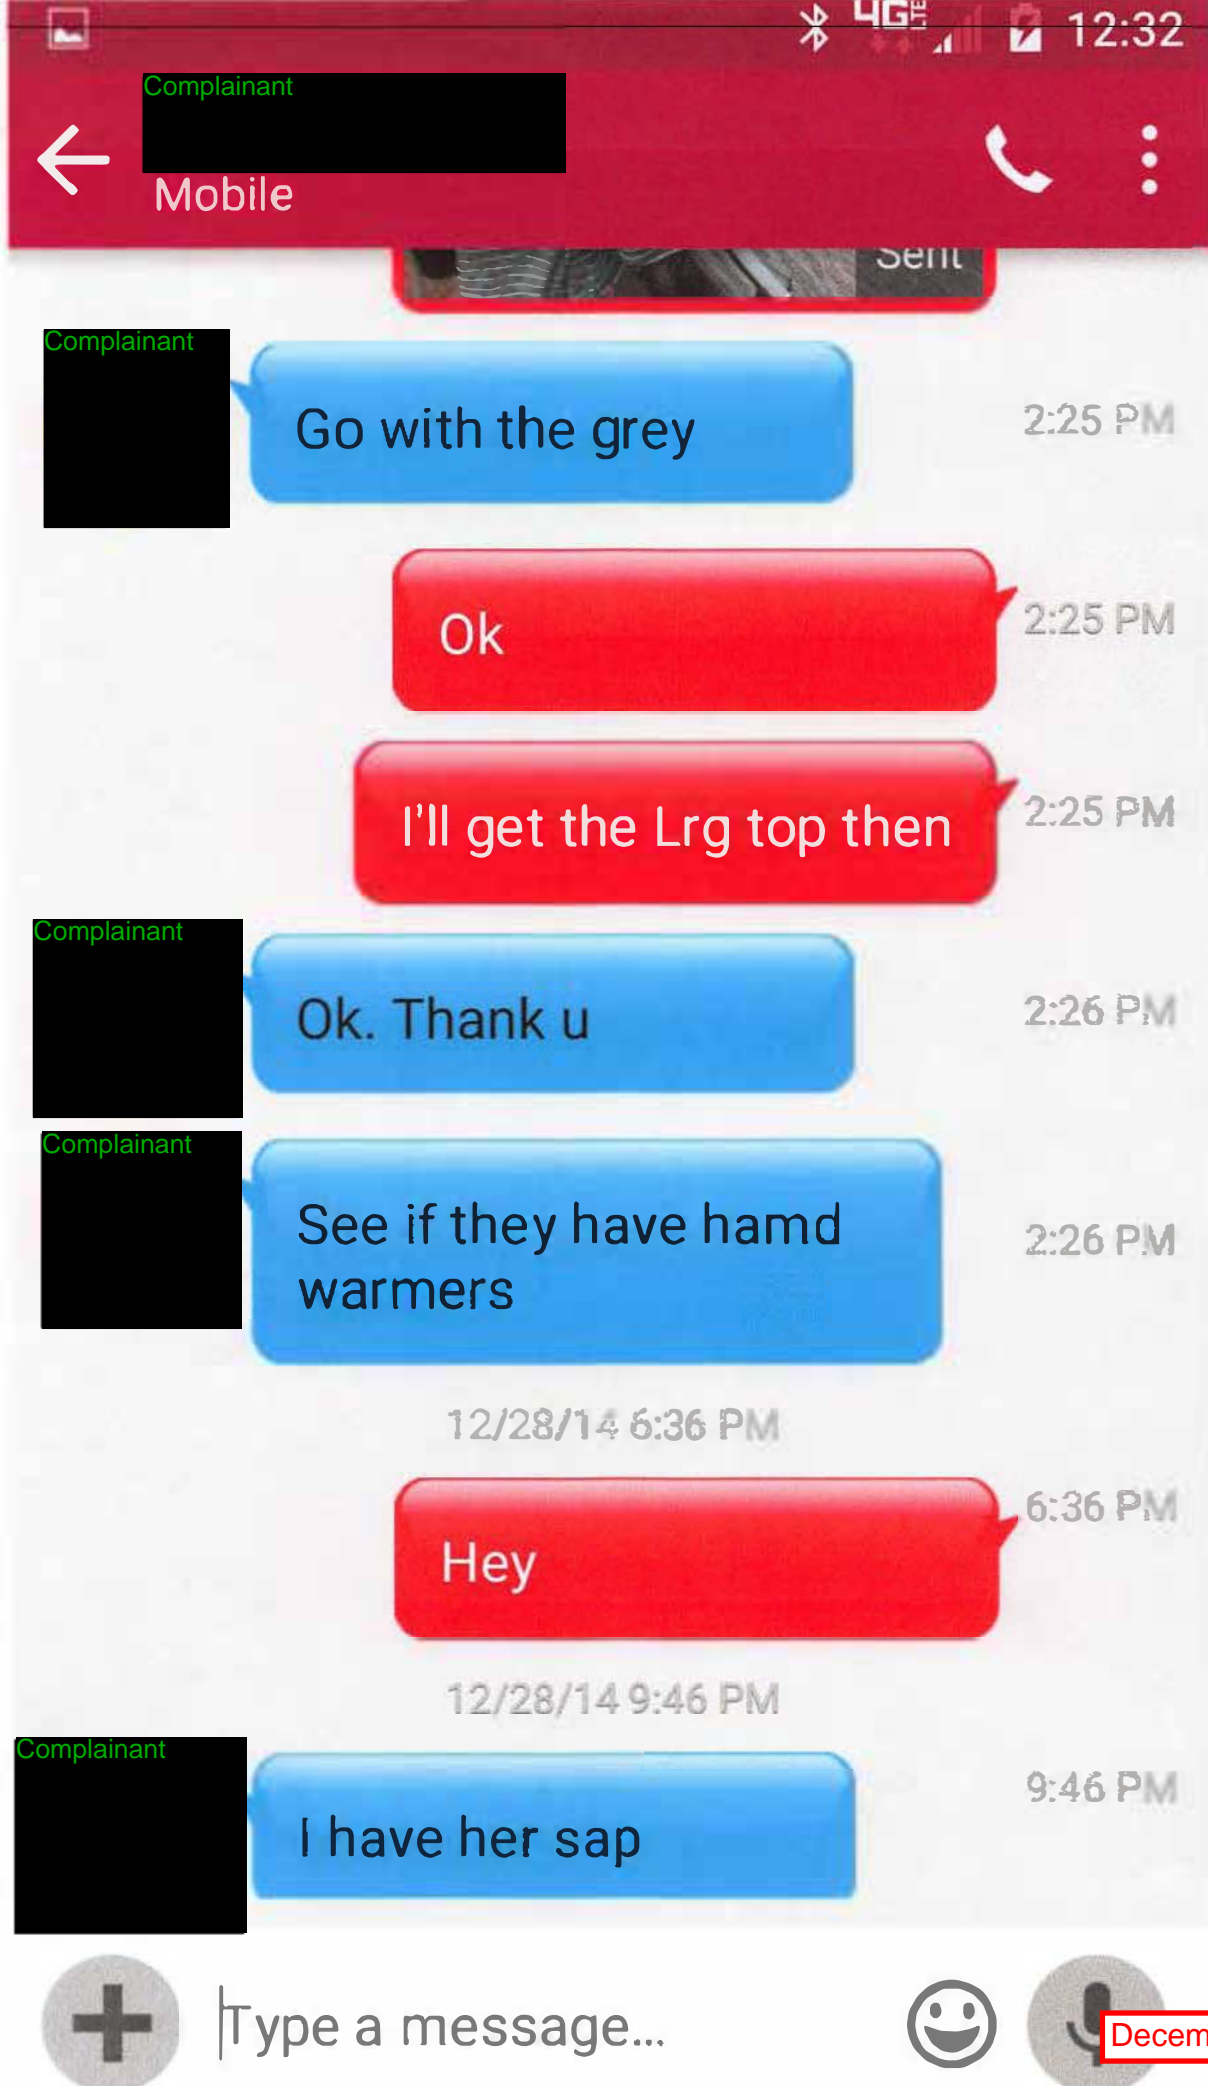 4G LTE 12:32
Complainant
Mobile
Sent
Complainant
Go with the grey
2:25 PM
Ok
2:25 PM
I'll get the Lrg top then
2:25 PM
Complainant
Ok. Thank u
2:26 PM
Complainant
See if they have hamd
warmers
2:26 PM
12/28/14 6:36 PM
Hey
6:36 PM
12/28/14 9:46 PM
Complainant
I have her sap
9:46 PM
Type a message...
Decem